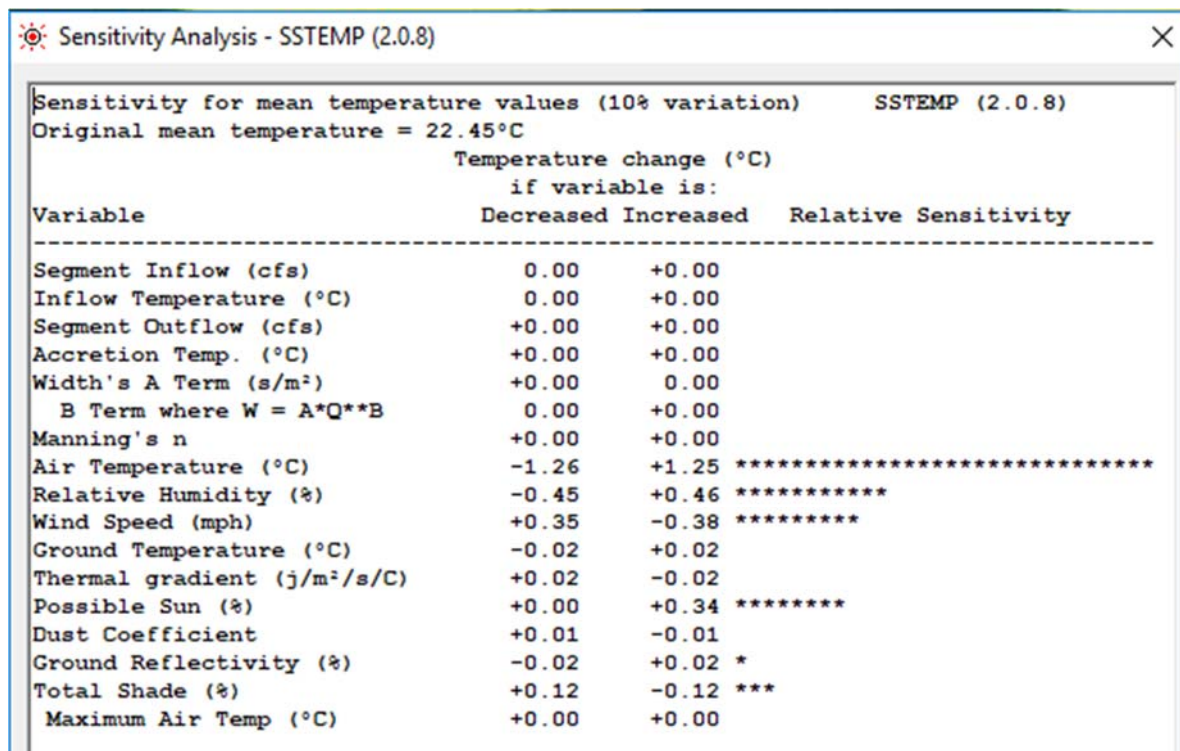 Sensitivity Analysis - SSTEMP (2.0.8)
Sensitivity for mean temperature values (10% variation) SSTEMP (2.0.8)
Original mean temperature = 22.45°C
Temperature change (°C)
if variable is:
Variable Decreased Increased Relative Sensitivity
--------------------------------------------------------------------------------
Segment Inflow (cfs) 0.00 +0.00
Inflow Temperature (°C) 0.00 +0.00
Segment Outflow (cfs) +0.00 +0.00
Accretion Temp. (°C) +0.00 +0.00
Width's A Term (s/m²) +0.00 0.00
B Term where W = A*Q**B 0.00 +0.00
Manning's n +0.00 +0.00
Air Temperature (°C) -1.26 +1.25 ******************************
Relative Humidity (%) -0.45 +0.46 ***********
Wind Speed (mph) +0.35 -0.38 *********
Ground Temperature (°C) -0.02 +0.02
Thermal gradient (j/m²/s/C) +0.02 -0.02
Possible Sun (%) +0.00 +0.34 ********
Dust Coefficient +0.01 -0.01
Ground Reflectivity (%) -0.02 +0.02 *
Total Shade (%) +0.12 -0.12 ***
Maximum Air Temp (°C) +0.00 +0.00